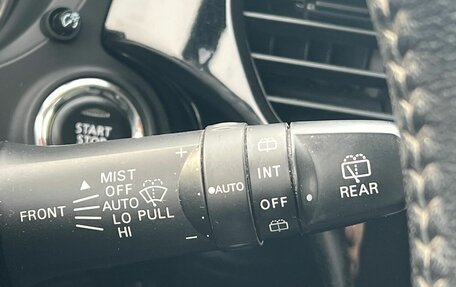 START
STOP
MIST
OFF
FRONT AUTO
LO PULL
HI
+
-
AUTO
INT
OFF
REAR